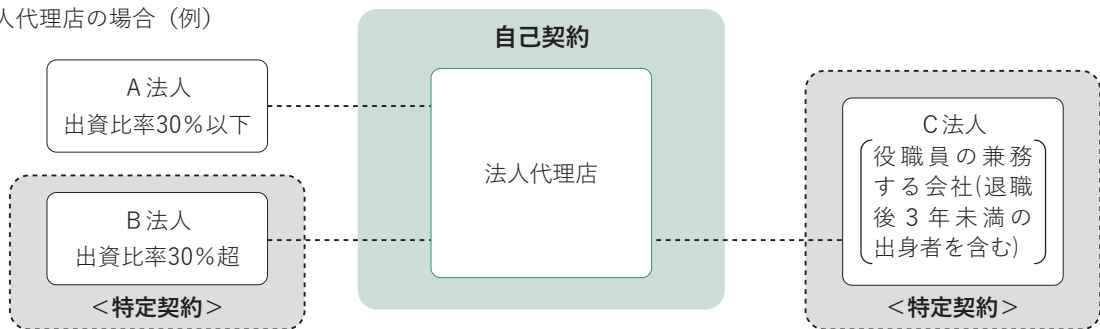 人代理店の場合（例）
自己契約
A法人
出資比率30％以下
法人代理店
B法人
出資比率30％超
＜特定契約＞
C法人
役職員の兼務
する会社(退職
後3年未満の
出身者を含む)
＜特定契約＞